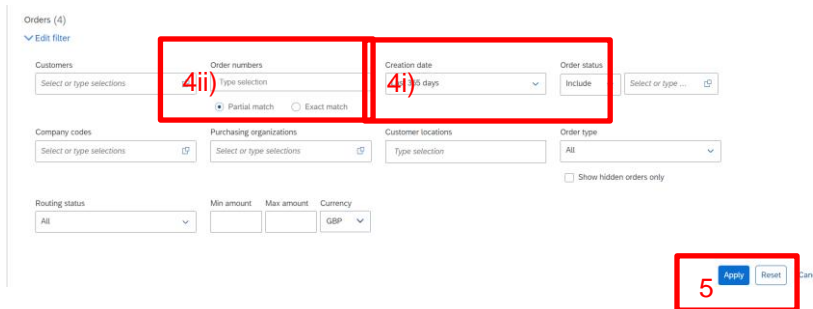 Orders (4)
Edit filter
Customers Order numbers Creation date Order status
Select or type selections 4ii) Type selection 4i) 365 days Include Select or type ...
Partial match Exact match
Company codes Purchasing organizations Customer locations Order type
Select or type selections Select or type selections Type selection All
Show hidden orders only
Routing status Min amount Max amount Currency
All GBP
5 Apply Reset